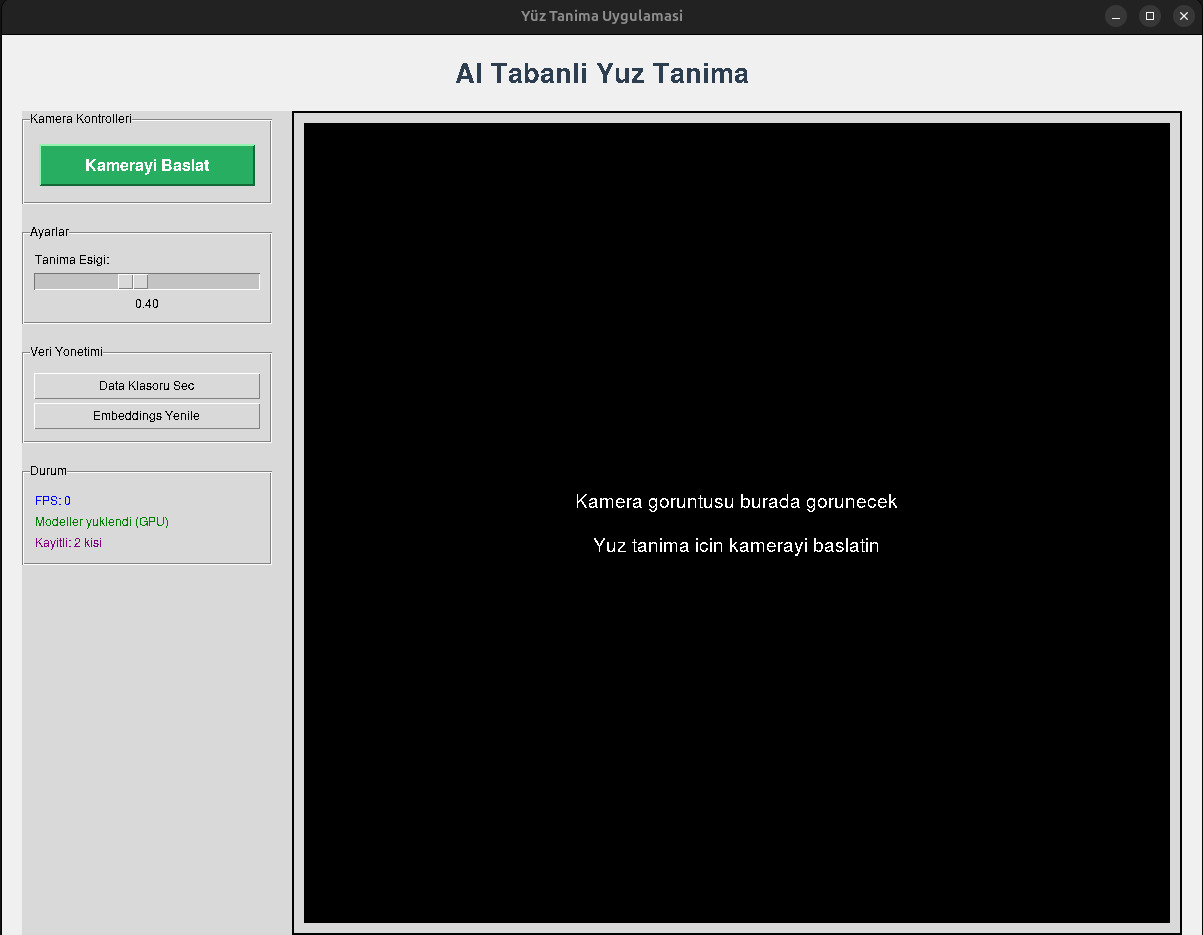 Yüz Tanima Uygulamasi
AI Tabanli Yuz Tanima
Kamera Kontrolleri
Kamerayi Baslat
Ayarlar
Tanima Esigi:
0.40
Veri Yonetimi
Data Klasoru Sec
Embeddings Yenile
Durum
FPS: 0
Modeller yuklendi (GPU)
Kayitli: 2 kisi
Kamera goruntusu burada gorunecek
Yuz tanima icin kamerayi baslatin